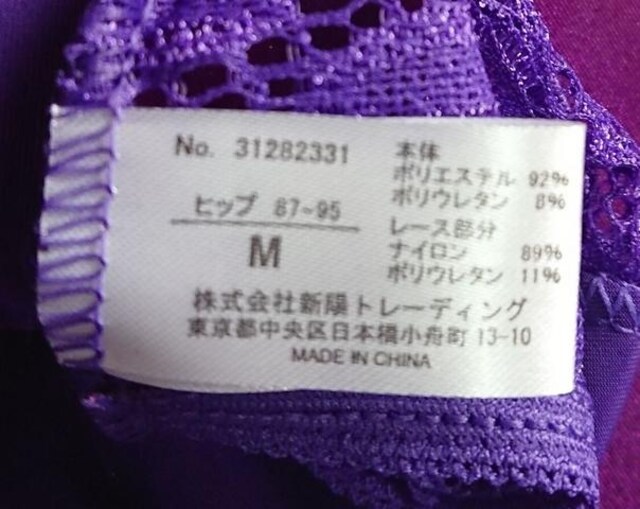 No. 31282331
ヒップ 87~95
M
本体
ポリエステル 92%
ポリウレタン 8%
レース部分
ナイロン 89%
ポリウレタン 11%
株式会社新陽トレーディング
東京都中央区日本橋小舟町 13-10
MADE IN CHINA